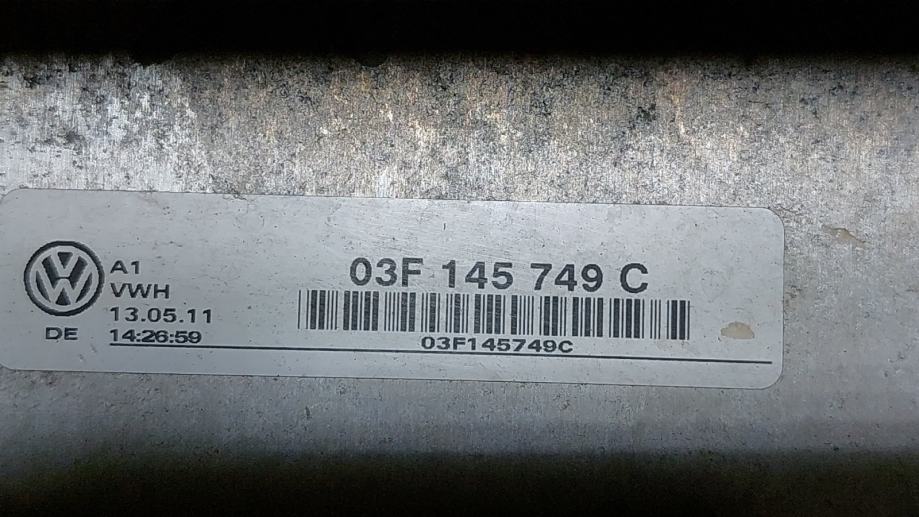 A1
VWH
13.05.11
14:26:59
DE
03F 145 749 C
03F145749C